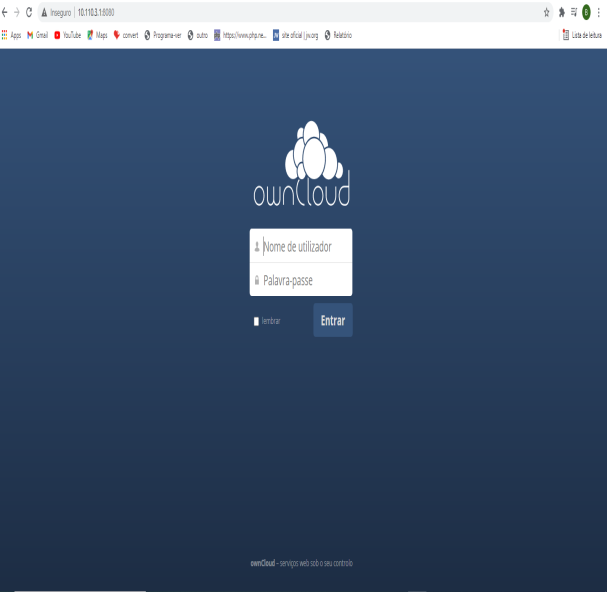 Inseguro | 10.110.3.1:8080
Apps Gmail YouTube Maps convert Programa-ver outro https://www.php.ne... site oficial | jw.org Relatório Lista de leitura
ownCloud
Nome de utilizador
Palavra-passe
lembrar Entrar
ownCloud – serviços web sob o seu controlo